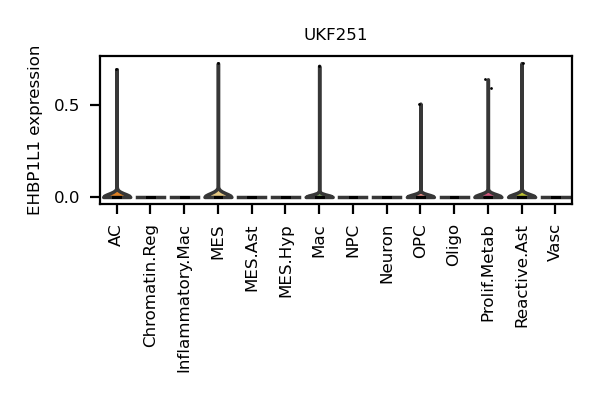 UKF251
EHBP1L1 expression
0.5
0.0
AC
Chromatin.Reg
Inflammatory.Mac
MES
MES.Ast
MES.Hyp
Mac
NPC
Neuron
OPC
Oligo
Prolif.Metab
Reactive.Ast
Vasc